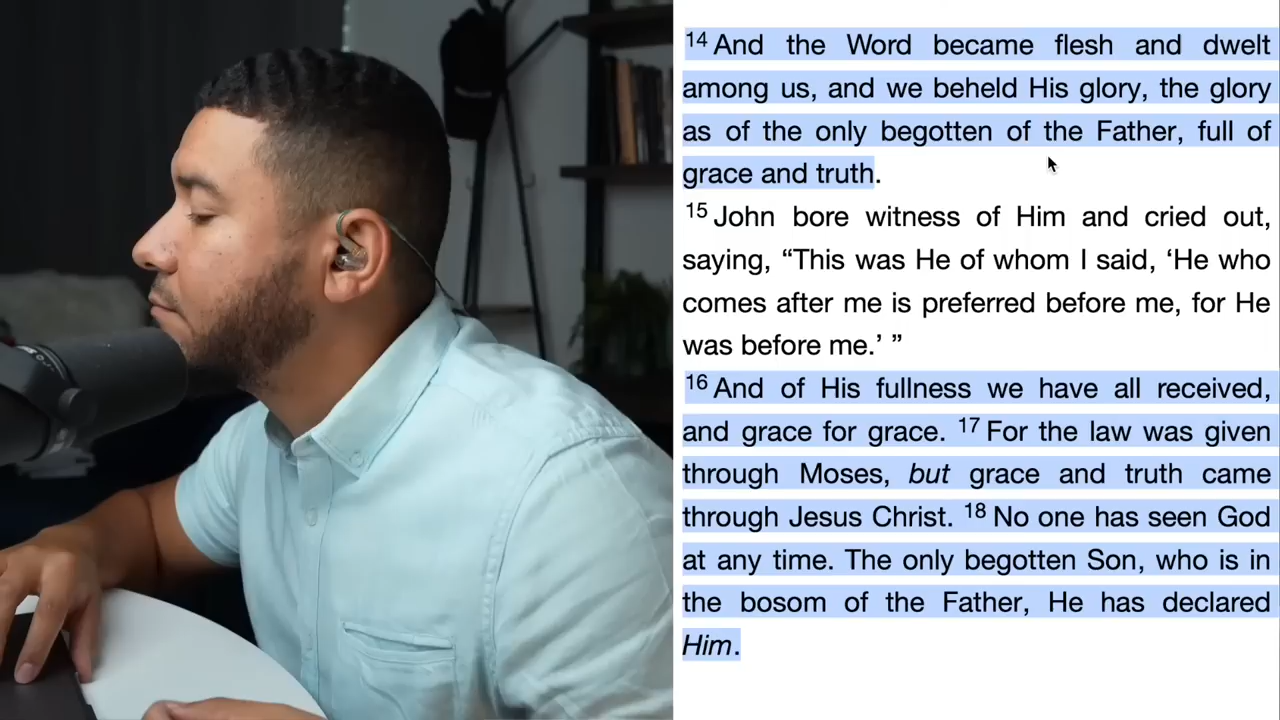 14 And the Word became flesh and dwelt
among us, and we beheld His glory, the glory
as of the only begotten of the Father, full of
grace and truth.
15 John bore witness of Him and cried out,
saying, “This was He of whom I said, ‘He who
comes after me is preferred before me, for He
was before me.’ ”
16 And of His fullness we have all received,
and grace for grace. 17 For the law was given
through Moses, but grace and truth came
through Jesus Christ. 18 No one has seen God
at any time. The only begotten Son, who is in
the bosom of the Father, He has declared
Him.